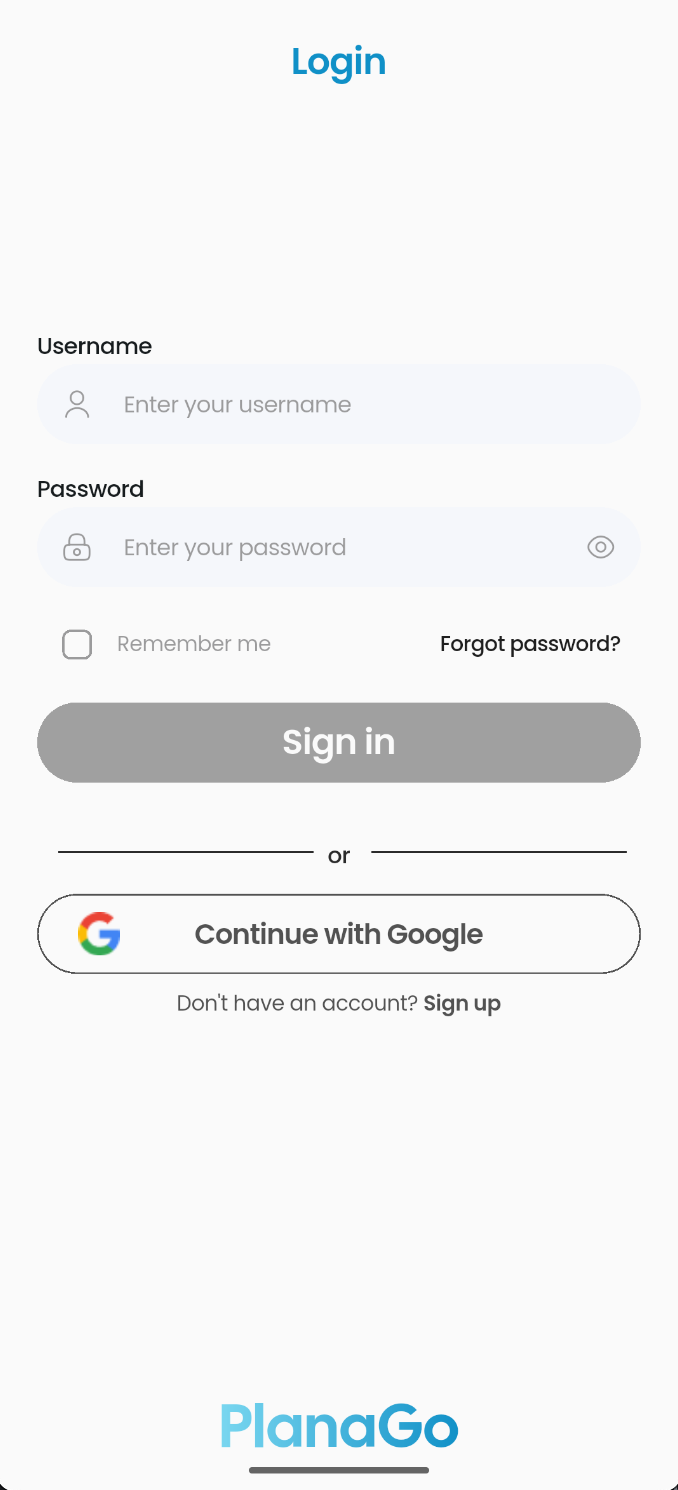 Login
Username
Enter your username
Password
Enter your password
Remember me Forgot password?
Sign in
or
Continue with Google
Don't have an account? Sign up
PlanaGo